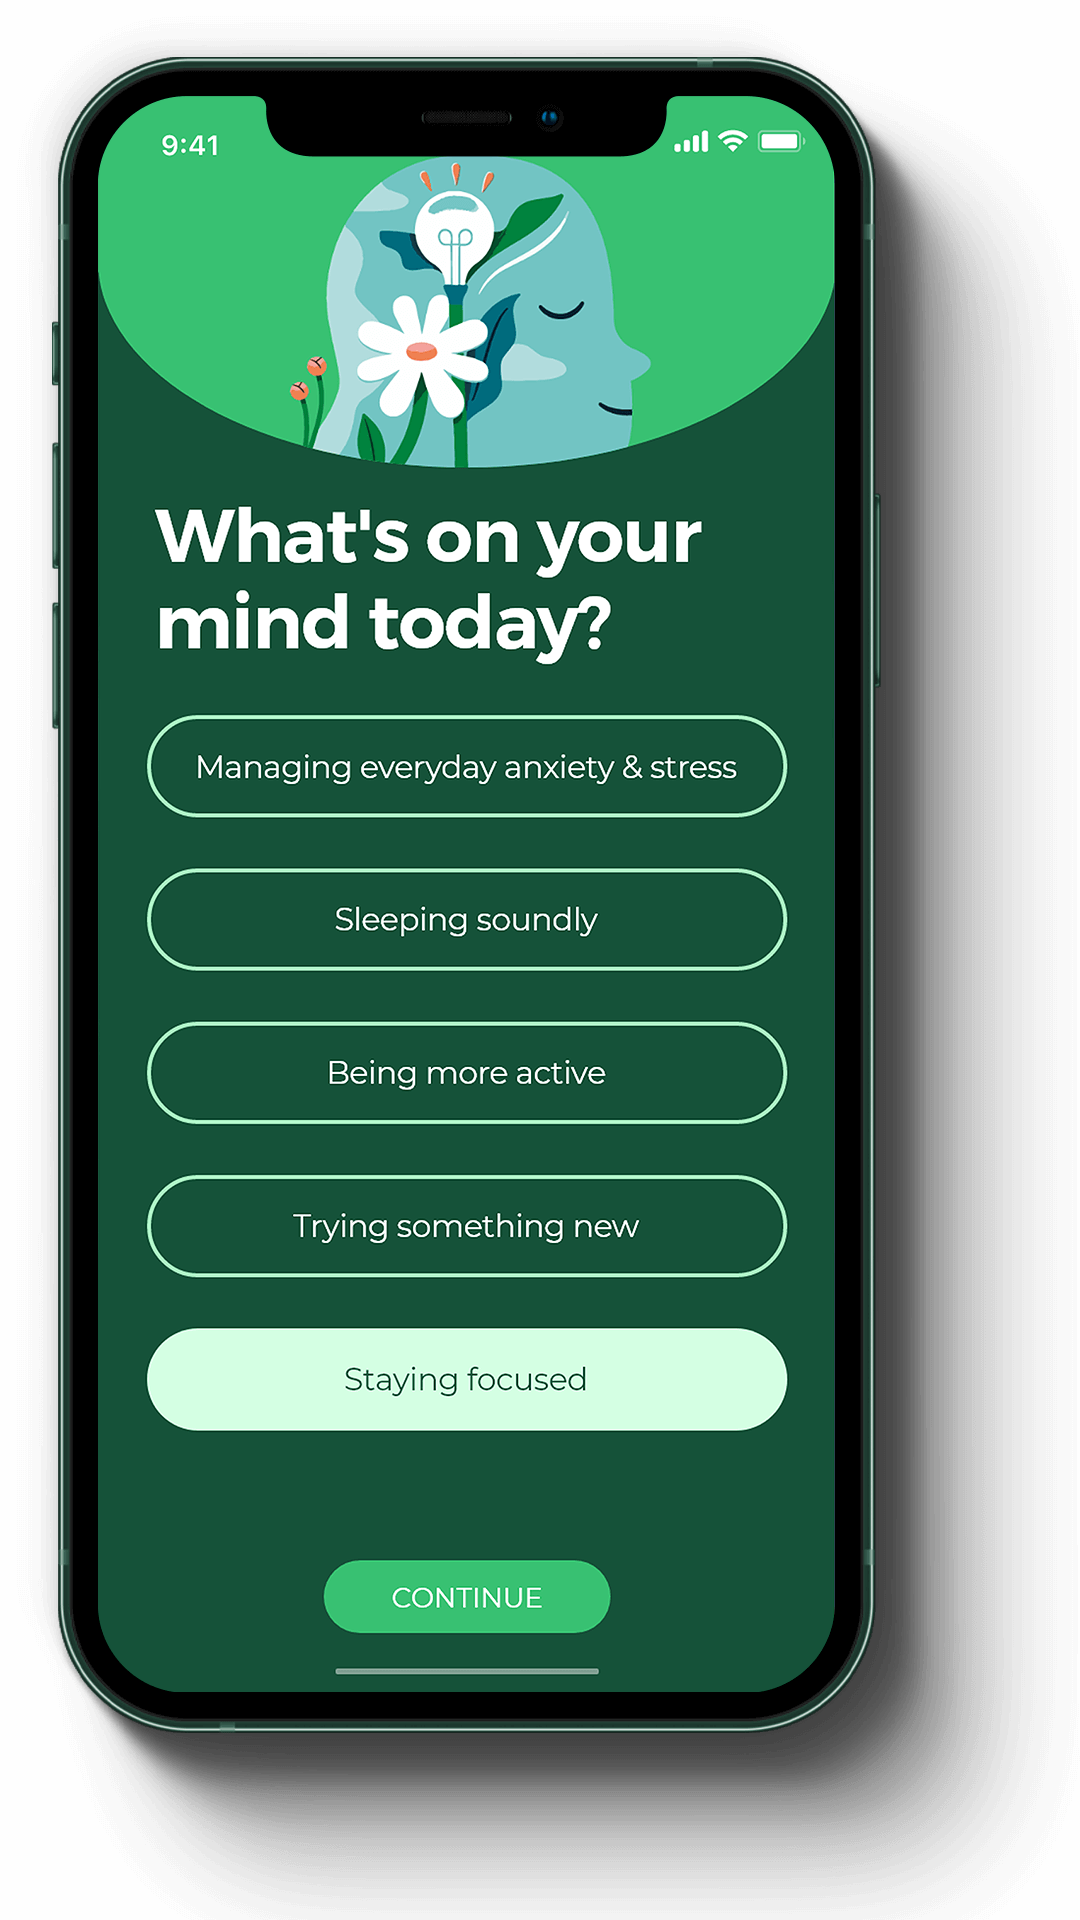 9:41
What's on your
mind today?
Managing everyday anxiety & stress
Sleeping soundly
Being more active
Trying something new
Staying focused
CONTINUE